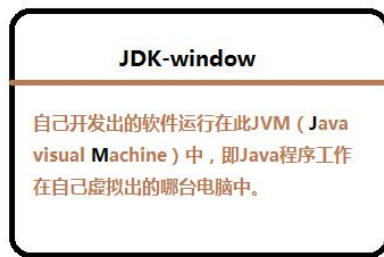 JDK-window
自己开发出的软件运行在此JVM（Java
visual Machine）中，即Java程序工作
在自己虚拟出的哪台电脑中。